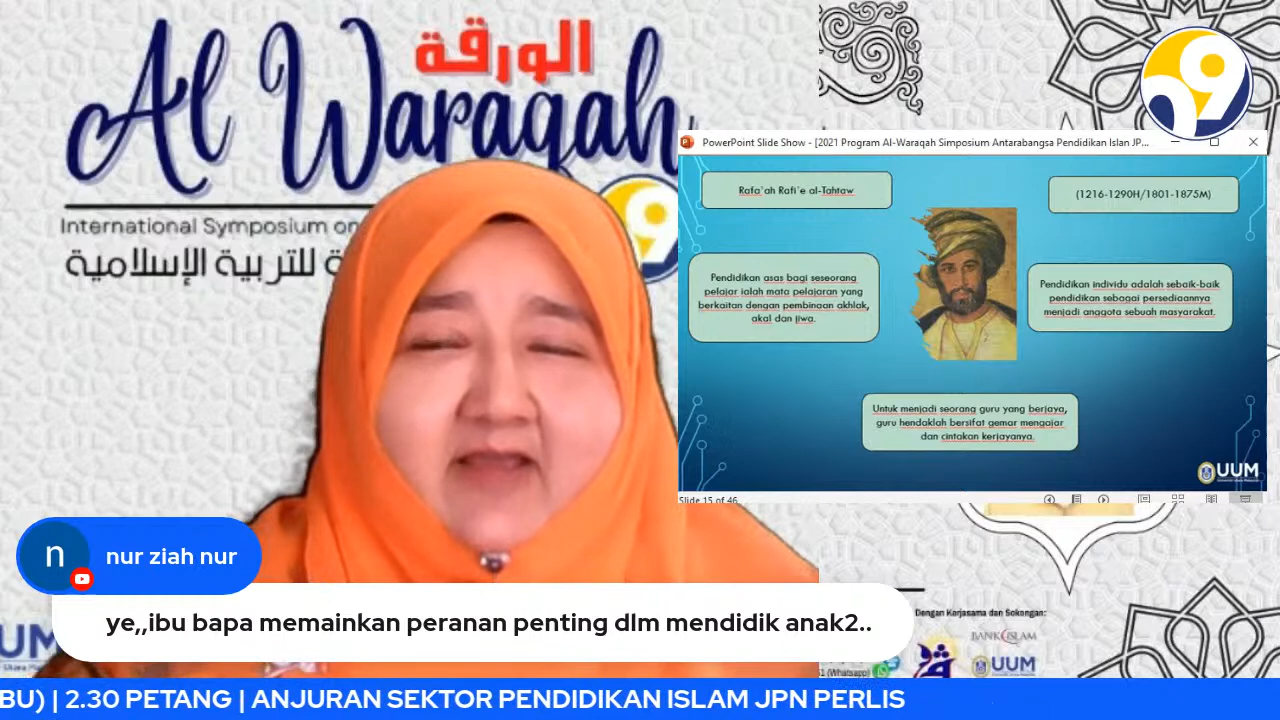 الورقة
Al Waraqah
International Symposium on
للتربية الإسلامية
9
PowerPoint Slide Show - [2021 Program Al-Waraqah Simposium Antarabangsa Pendidikan Islan JP...
Rafa'ah Rafi'e al-Tahtaw
(1216-1290H/1801-1875M)
Pendidikan asas bagi seseorang
pelajar ialah mata pelajaran yang
berkaitan dengan pembinaan akhlak,
akal dan jiwa.
Pendidikan individu adalah sebaik-baik
pendidikan sebagai persediaannya
menjadi anggota sebuah masyarakat.
Untuk menjadi seorang guru yang berjaya,
guru hendaklah bersifat gemar mengajar
dan cintakan kerjayanya.
UUM
Slide 15 of 46
n
nur ziah nur
ye,,ibu bapa memainkan peranan penting dlm mendidik anak2..
Dengan Kerjasama dan Sokongan:
BANK ISLAM
UUM
(Whatsapp)
BU) | 2.30 PETANG | ANJURAN SEKTOR PENDIDIKAN ISLAM JPN PERLIS